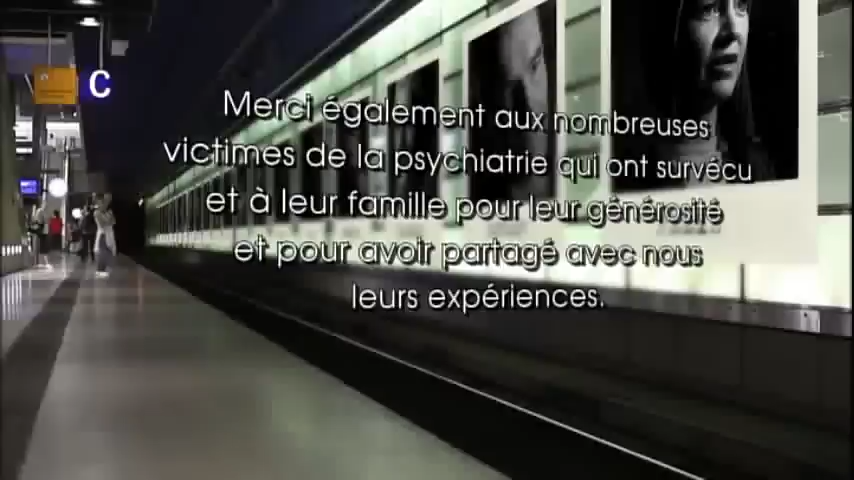 C
Merci également aux nombreuses
victimes de la psychiatrie qui ont survécu
et à leur famille pour leur générosité
et pour avoir partagé avec nous
leurs expériences.